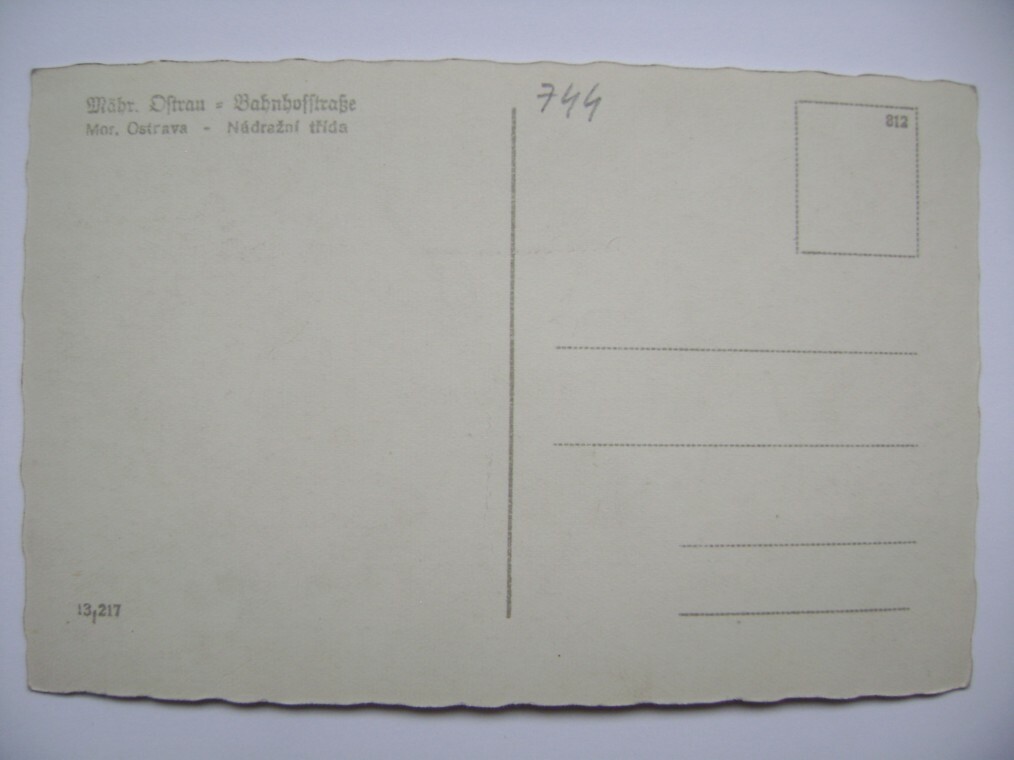 Mähr. Ostrau - Bahnhofstraße
Mor. Ostrava - Nádražní třída
744
812
13,217